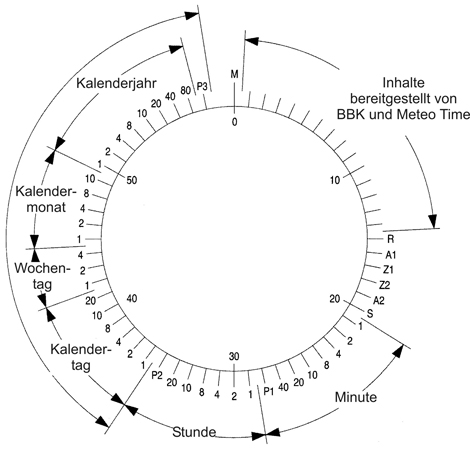 Kalenderjahr
Inhalte
bereitgestellt von
BBK und Meteo Time
M
0
10
R
A1
Z1
Z2
A2
S
20
1
2
4
8
10
20
40
P1
Minute
30
1
2
4
8
10
20
P2
Stunde
1
2
4
8
10
20
40
Kalender-
tag
1
2
4
Wochen-
tag
1
2
4
8
10
Kalender-
monat
50
1
2
4
8
10
20
40
80
P3